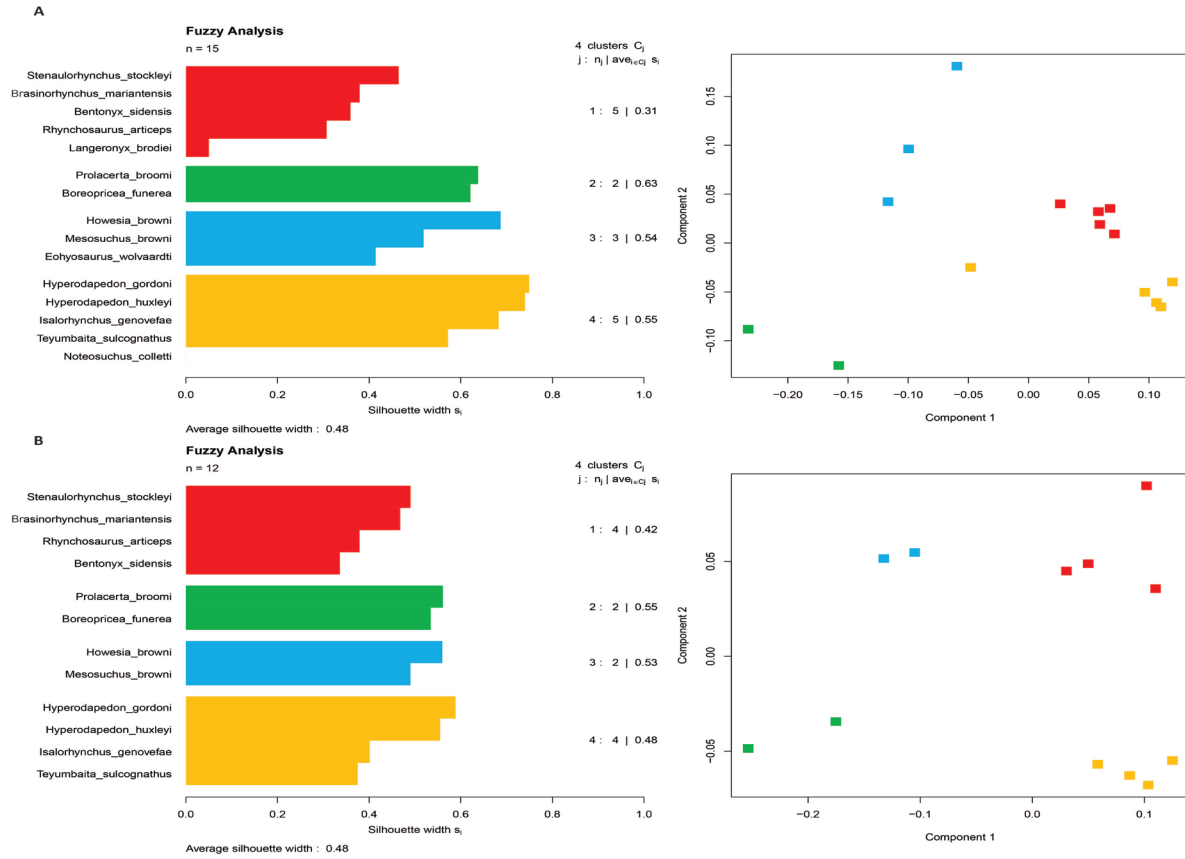 A
Fuzzy Analysis
n = 15
4 clusters Cj
j : nj | avei∈Cj si
Stenaulorhynchus_stockleyi
Brasinorhynchus_mariantensis
Bentonyx_sidensis
1 : 5 | 0.31
Rhynchosaurus_articeps
Langeronyx_brodiei
Prolacerta_broomi
2 : 2 | 0.63
Boreopricea_funerea
Howesia_browni
Mesosuchus_browni
3 : 3 | 0.54
Eohyosaurus_wolvaardti
Hyperodapedon_gordoni
Hyperodapedon_huxleyi
Isalorhynchus_genovefae
4 : 5 | 0.55
Teyumbaita_sulcognathus
Noteosuchus_colletti
0.0 0.2 0.4 0.6 0.8 1.0
Silhouette width si
Average silhouette width : 0.48
Component 2
0.15
0.10
0.05
0.00
−0.05
−0.10
−0.20 −0.15 −0.10 −0.05 0.00 0.05 0.10
Component 1
B
Fuzzy Analysis
n = 12
4 clusters Cj
j : nj | avei∈Cj si
Stenaulorhynchus_stockleyi
Brasinorhynchus_mariantensis
1 : 4 | 0.42
Rhynchosaurus_articeps
Bentonyx_sidensis
Prolacerta_broomi
2 : 2 | 0.55
Boreopricea_funerea
Howesia_browni
3 : 2 | 0.53
Mesosuchus_browni
Hyperodapedon_gordoni
Hyperodapedon_huxleyi
4 : 4 | 0.48
Isalorhynchus_genovefae
Teyumbaita_sulcognathus
0.0 0.2 0.4 0.6 0.8 1.0
Silhouette width si
Average silhouette width : 0.48
Component 2
0.05
0.00
−0.05
−0.2 −0.1 0.0 0.1
Component 1